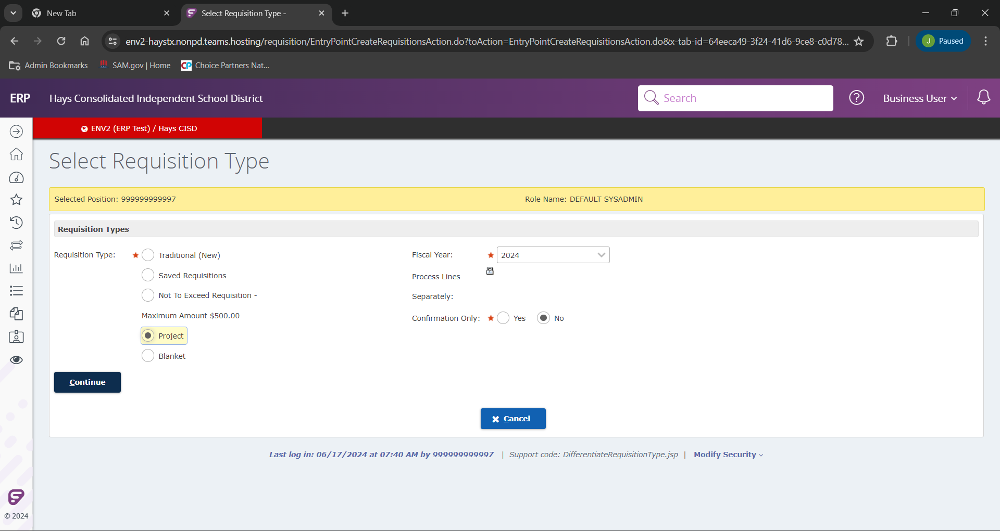 New Tab
Select Requisition Type -
env2-haystx.nonpd.teams.hosting/requisition/EntryPointCreateRequisitionsAction.do?toAction=EntryPointCreateRequisitionsAction.do&x-tab-id=64eeca49-3f24-41d6-9ce8-c0d78...
J Paused
Admin Bookmarks
SAM.gov | Home
CP Choice Partners Nat...
ERP Hays Consolidated Independent School District
Search
? Business User
ENV2 (ERP Test) / Hays CISD
Select Requisition Type
Selected Position: 999999999997 Role Name: DEFAULT SYSADMIN
Requisition Types
Requisition Type:
Traditional (New)
Saved Requisitions
Not To Exceed Requisition -
Maximum Amount $500.00
Project
Blanket
Fiscal Year: 2024
Process Lines
Separately:
Confirmation Only: Yes No
Continue
Cancel
Last log in: 06/17/2024 at 07:40 AM by 999999999997 | Support code: DifferentiateRequisitionType.jsp | Modify Security
© 2024